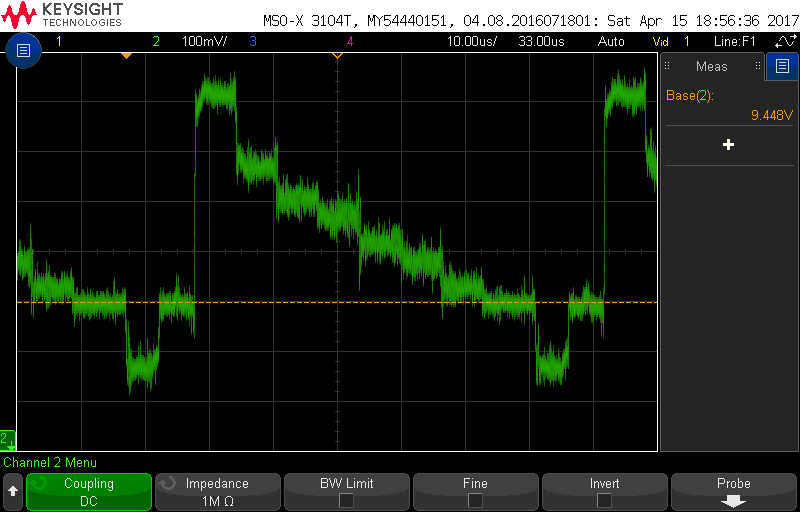 KEYSIGHT
TECHNOLOGIES
MSO-X 3104T, MY54440151, 04.08.2016071801: Sat Apr 15 18:56:36 2017
1 2 100mV/ 3 4 10.00us/ 33.00us Auto Vid 1 Line:F1
Meas
Base(2):
9.448V
2
Channel 2 Menu
Coupling
DC
Impedance
1M Ω
BW Limit
Fine
Invert
Probe